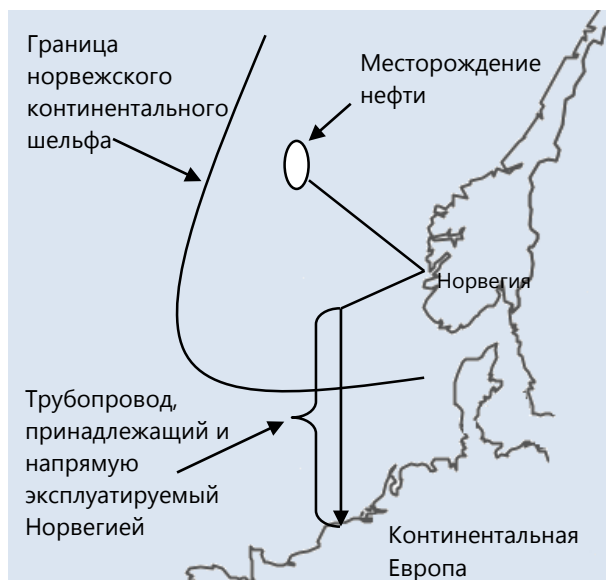 Граница
норвежского
континентального
шельфа
Месторождение
нефти
Норвегия
Трубопровод,
принадлежащий и
напрямую
эксплуатируемый
Норвегией
Континентальная
Европа